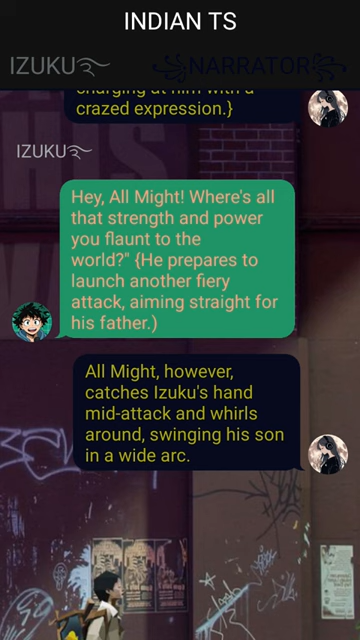 INDIAN TS
IZUKU
NARRATOR
charging at him with a
crazed expression.}
IZUKU
Hey, All Might! Where's all
that strength and power
you flaunt to the
world?" {He prepares to
launch another fiery
attack, aiming straight for
his father.)
All Might, however,
catches Izuku's hand
mid-attack and whirls
around, swinging his son
in a wide arc.